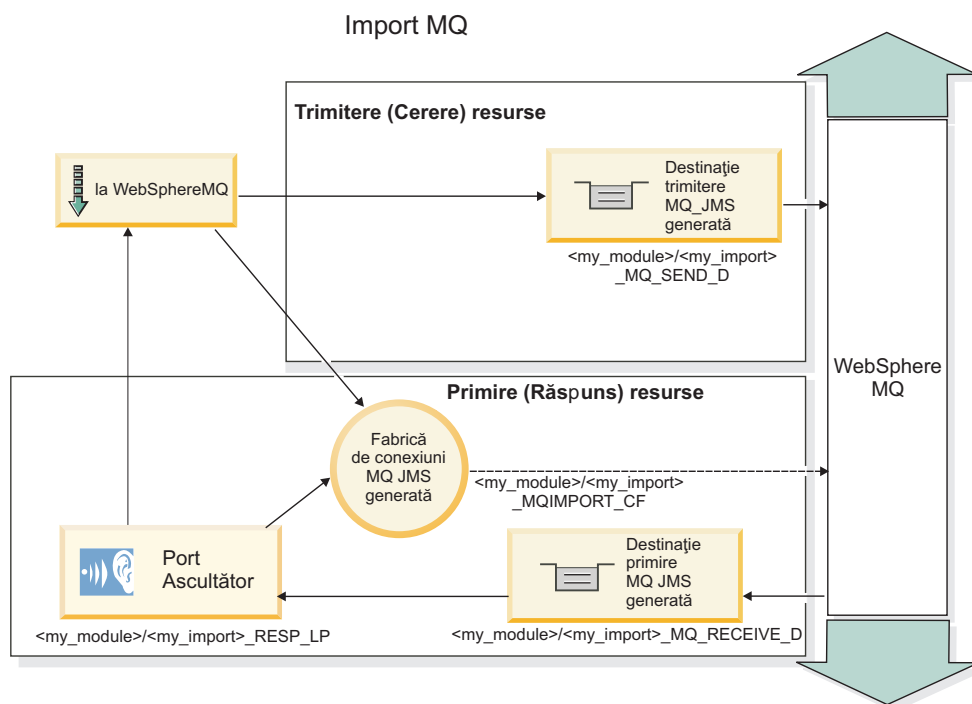 Import MQ
Trimitere (Cerere) resurse
la WebSphereMQ
Destinaţie
trimitere
MQ_JMS
generată
<my_module>/<my_import>
_MQ_SEND_D
WebSphere
MQ
Primire (Răspuns) resurse
Fabrică
de conexiuni
MQ JMS
generată
<my_module>/<my_import>
_MQIMPORT_CF
Port
Ascultător
<my_module>/<my_import>_RESP_LP
Destinaţie
primire
MQ JMS
generată
<my_module>/<my_import>_MQ_RECEIVE_D